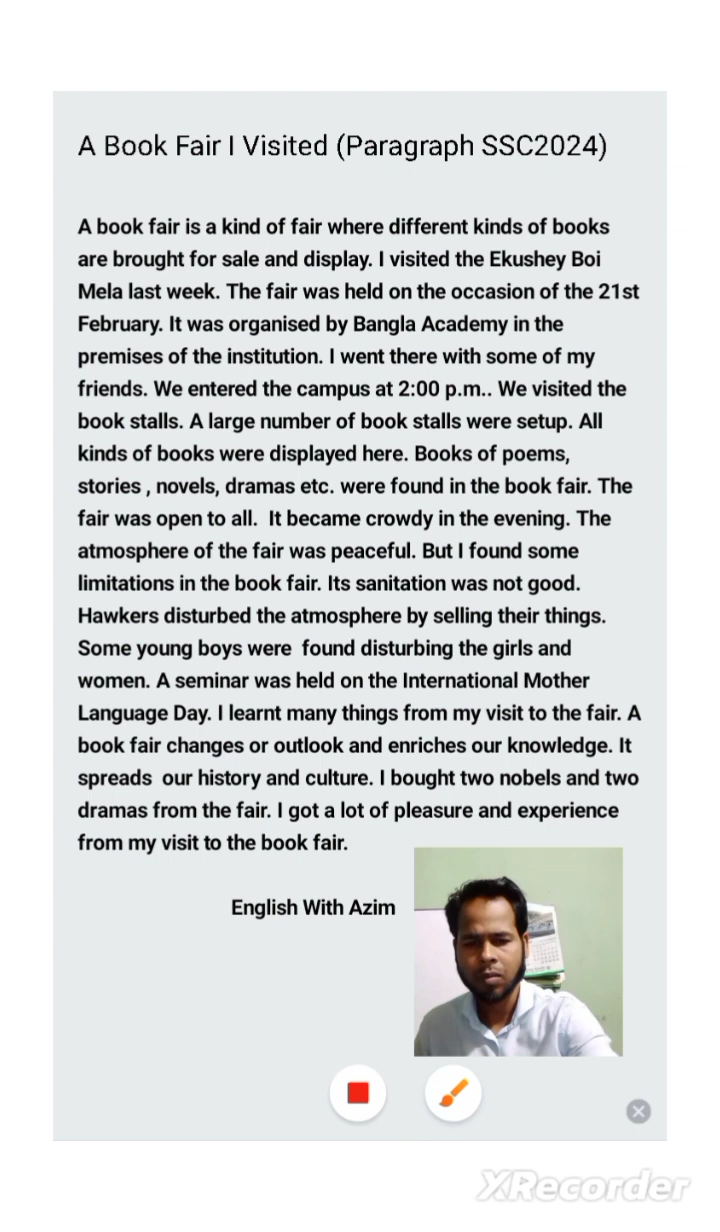 A Book Fair I Visited (Paragraph SSC2024)
A book fair is a kind of fair where different kinds of books
are brought for sale and display. I visited the Ekushey Boi
Mela last week. The fair was held on the occasion of the 21st
February. It was organised by Bangla Academy in the
premises of the institution. I went there with some of my
friends. We entered the campus at 2:00 p.m.. We visited the
book stalls. A large number of book stalls were setup. All
kinds of books were displayed here. Books of poems,
stories , novels, dramas etc. were found in the book fair. The
fair was open to all.  It became crowdy in the evening. The
atmosphere of the fair was peaceful. But I found some
limitations in the book fair. Its sanitation was not good.
Hawkers disturbed the atmosphere by selling their things.
Some young boys were  found disturbing the girls and
women. A seminar was held on the International Mother
Language Day. I learnt many things from my visit to the fair. A
book fair changes or outlook and enriches our knowledge. It
spreads  our history and culture. I bought two nobels and two
dramas from the fair. I got a lot of pleasure and experience
from my visit to the book fair.
English With Azim
XRecorder